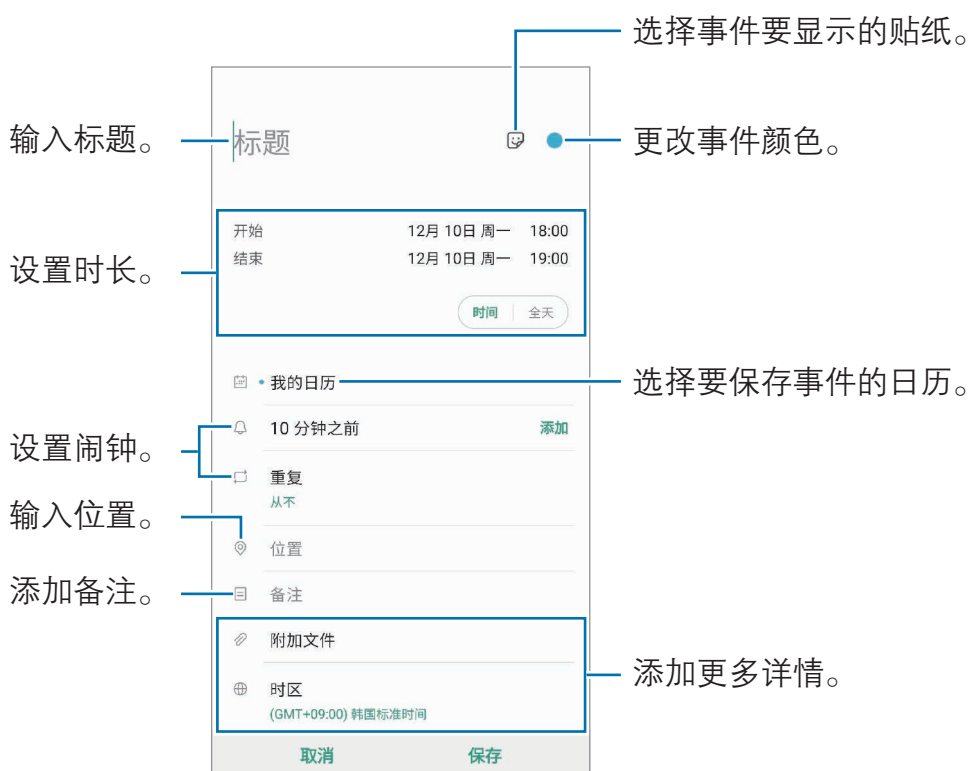 选择事件要显示的贴纸。
输入标题。
标题
更改事件颜色。
开始 12月 10日 周一 18:00
设置时长。
结束 12月 10日 周一 19:00
时间 全天
我的日历
选择要保存事件的日历。
设置闹钟。
10 分钟之前 添加
重复
从不
输入位置。
位置
添加备注。
备注
附加文件
添加更多详情。
时区
(GMT+09:00) 韩国标准时间
取消 保存